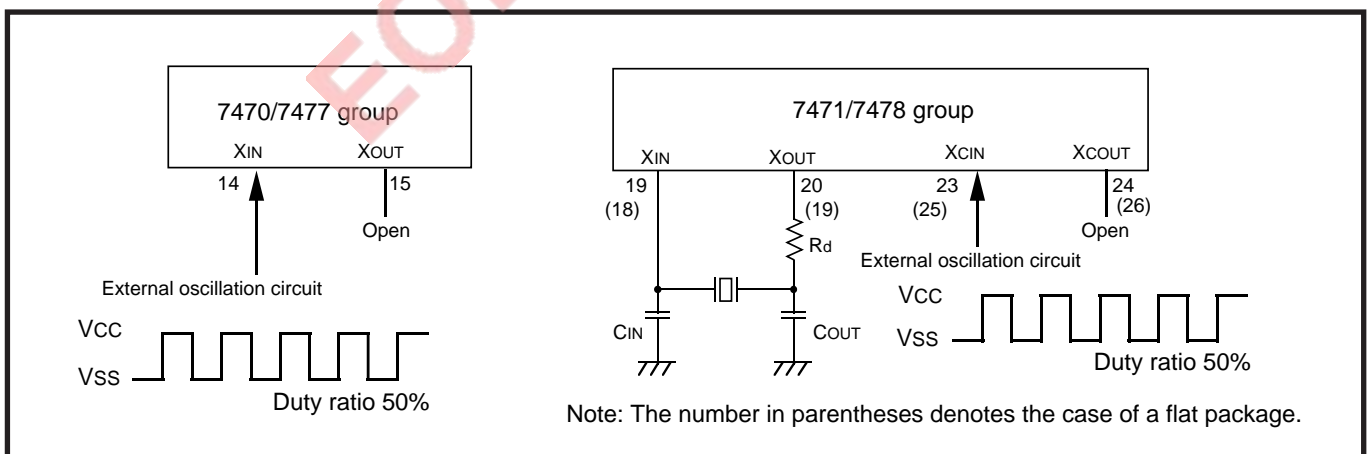 EOL
7470/7477 group
XIN XOUT
14 15
Open
External oscillation circuit
VCC
VSS
Duty ratio 50%
7471/7478 group
XIN XOUT XCIN XCOUT
19 20 23 24
(18) (19) (25) (26)
Rd
Open
External oscillation circuit
CIN COUT
VCC
VSS
Duty ratio 50%
Note: The number in parentheses denotes the case of a flat package.